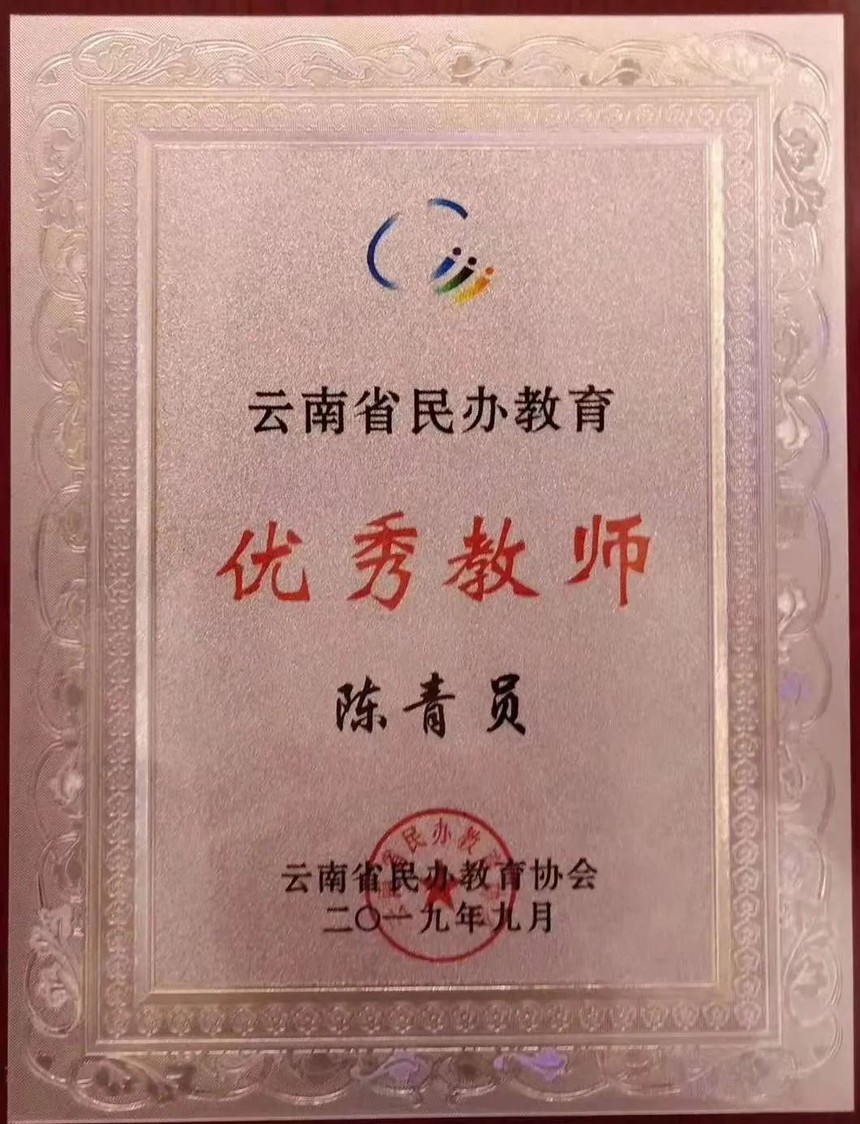 云南省民办教育
优秀教师
陈青员
云南省民办教育协会
二〇一九年九月